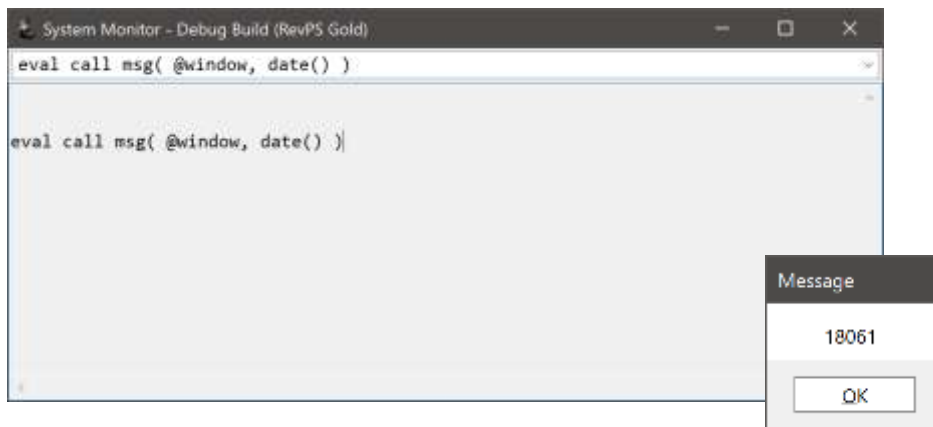 System Monitor - Debug Build (RevPS Gold)
eval call msg( @window, date() )
eval call msg( @window, date() )
Message
18061
OK